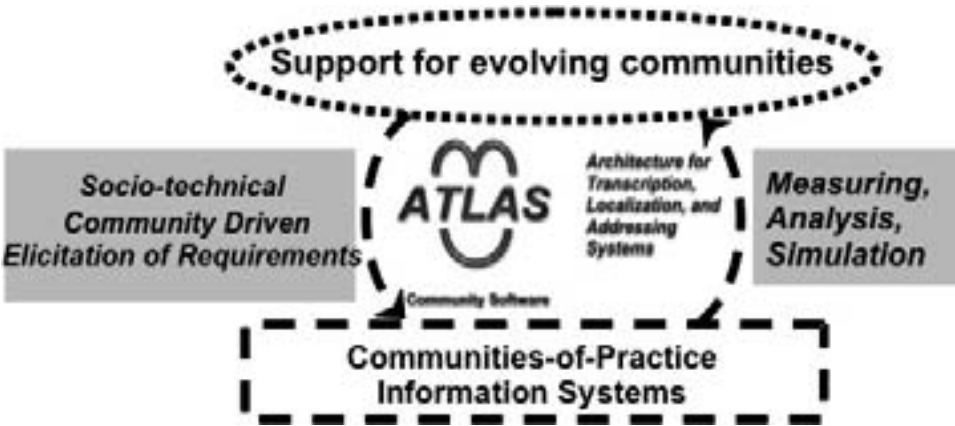 Support for evolving communities
Socio-technical
Community Driven
Elicitation of Requirements
ATLAS
Community Software
Architecture for
Transcription,
Localization, and
Addressing
Systems
Measuring,
Analysis,
Simulation
Communities-of-Practice
Information Systems